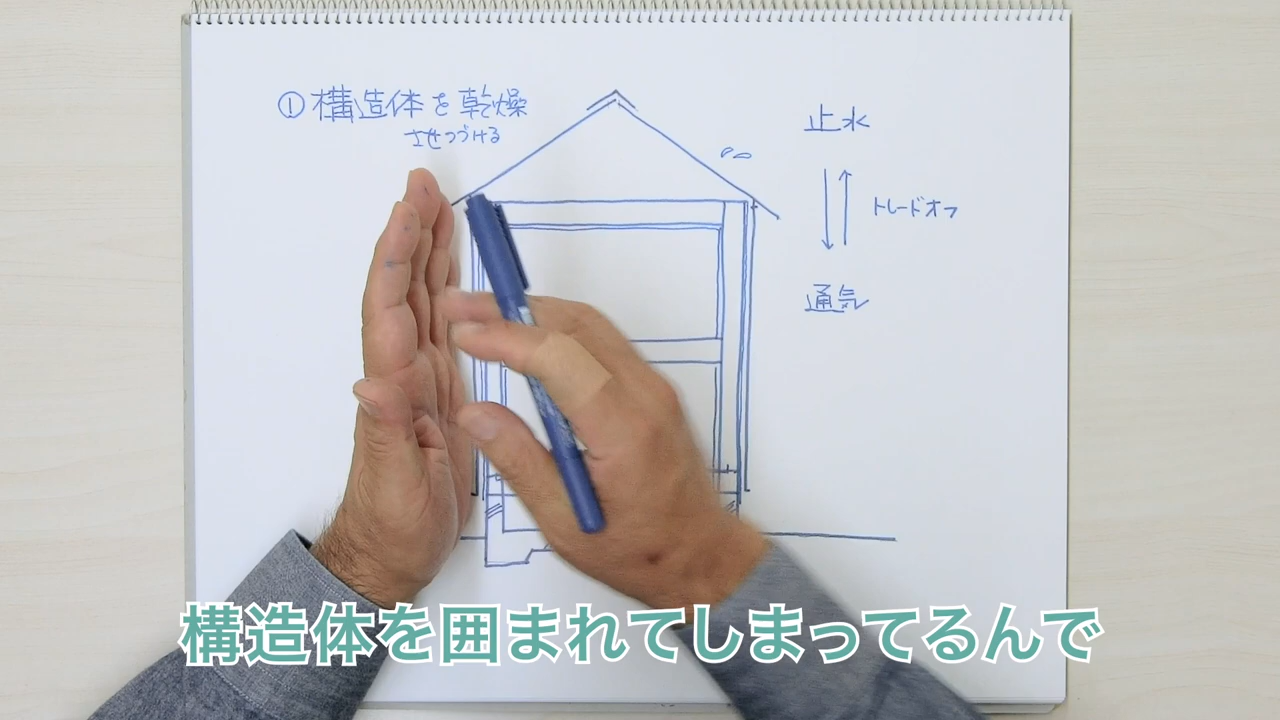 ①構造体を乾燥
させつづける
止水
トレードオフ
通気
構造体を囲まれてしまってるんで